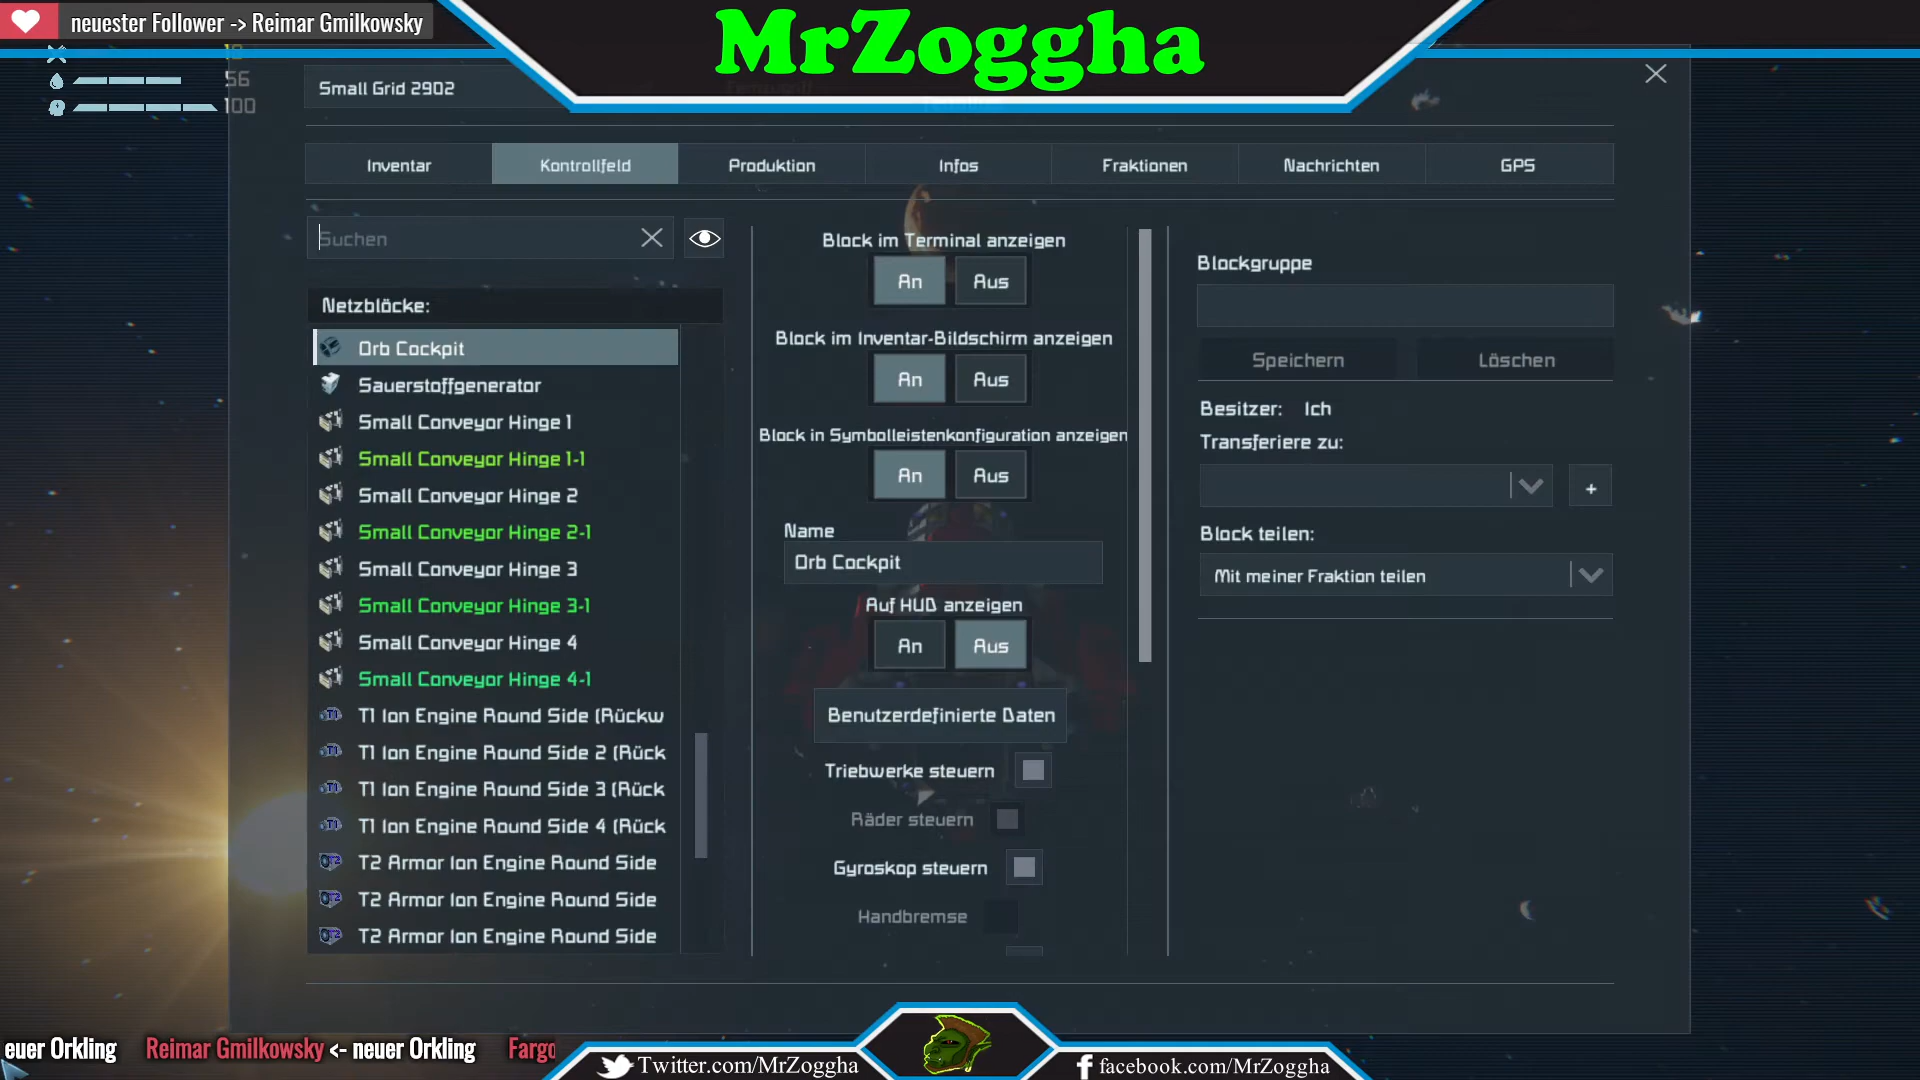 neuester Follower -> Reimar Gmilkowsky
MrZoggha
56
100
Small Grid 2902
Inventar
Kontrollfeld
Produktion
Infos
Fraktionen
Nachrichten
GPS
Suchen
Netzblöcke:
Orb Cockpit
Sauerstoffgenerator
Small Conveyor Hinge 1
Small Conveyor Hinge 1-1
Small Conveyor Hinge 2
Small Conveyor Hinge 2-1
Small Conveyor Hinge 3
Small Conveyor Hinge 3-1
Small Conveyor Hinge 4
Small Conveyor Hinge 4-1
T1 Ion Engine Round Side (Rückw
T1 Ion Engine Round Side 2 (Rück
T1 Ion Engine Round Side 3 (Rück
T1 Ion Engine Round Side 4 (Rück
T2 Armor Ion Engine Round Side
T2 Armor Ion Engine Round Side
T2 Armor Ion Engine Round Side
Block im Terminal anzeigen
An Aus
Block im Inventar-Bildschirm anzeigen
An Aus
Block in Symbolleistenkonfiguration anzeigen
An Aus
Name
Orb Cockpit
Auf HUD anzeigen
An Aus
Benutzerdefinierte Daten
Triebwerke steuern
Räder steuern
Gyroskop steuern
Handbremse
Blockgruppe
Speichern Löschen
Besitzer: Ich
Transferiere zu:
+
Block teilen:
Mit meiner Fraktion teilen
euer Orkling Reimar Gmilkowsky <- neuer Orkling Fargo
Twitter.com/MrZoggha
facebook.com/MrZoggha